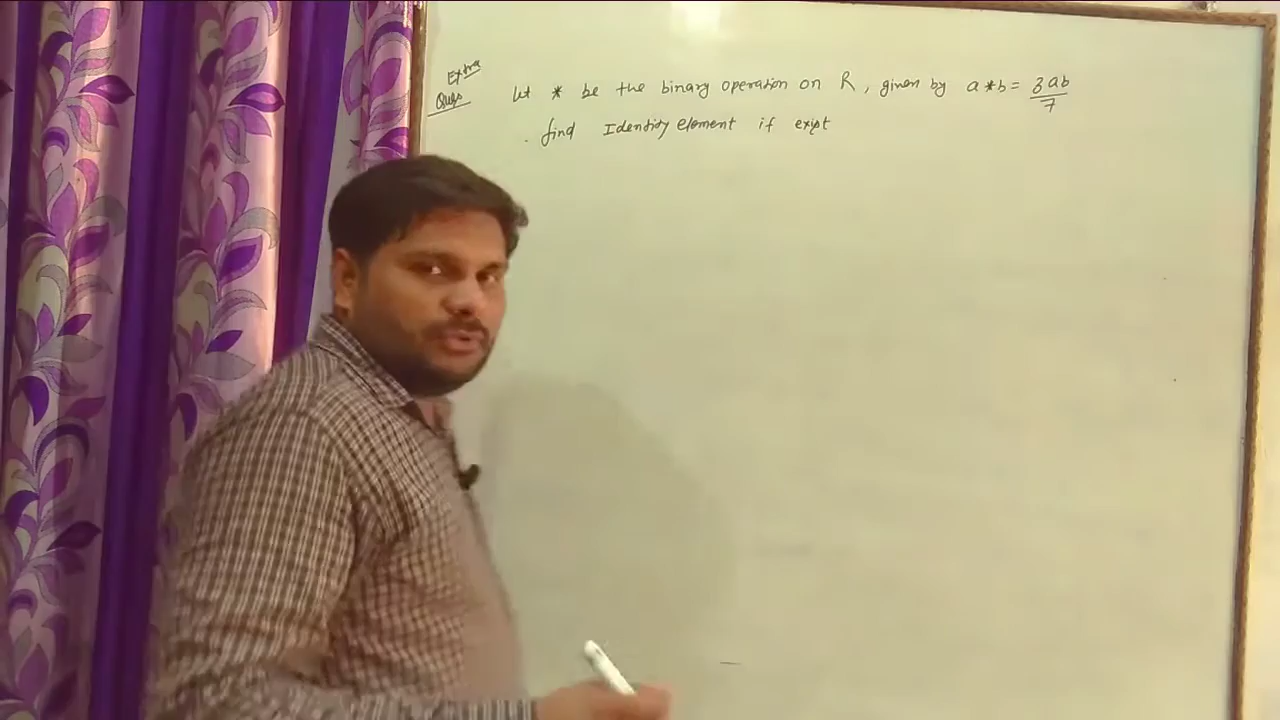 Extra
Ques
Let * be the binary operation on R, given by a*b = 3ab/7
. find Identity element if exist